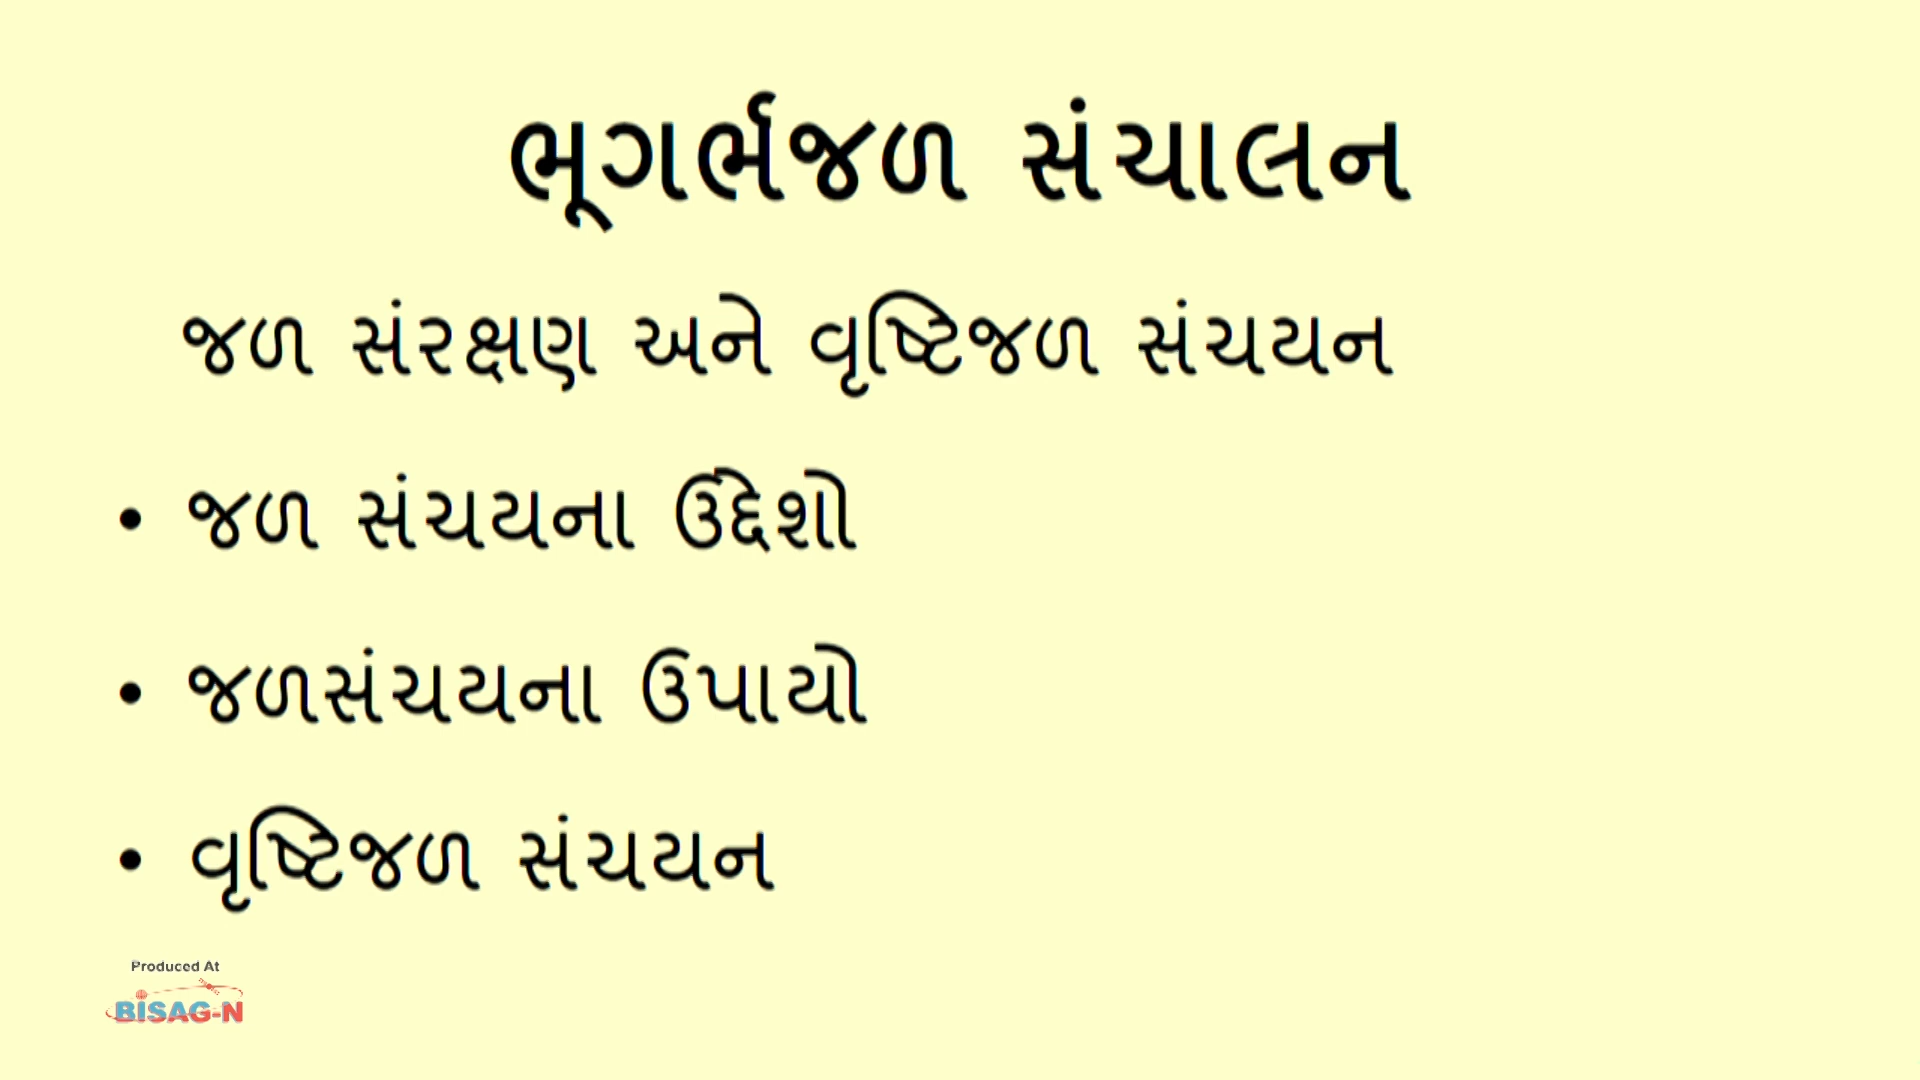 ભૂગર્ભજળ સંચાલન
જળ સંરક્ષણ અને વૃષ્ટિજળ સંચયન
• જળ સંચયના ઉદ્દેશો
• જળસંચયના ઉપાયો
• વૃષ્ટિજળ સંચયન
Produced At
BISAG-N